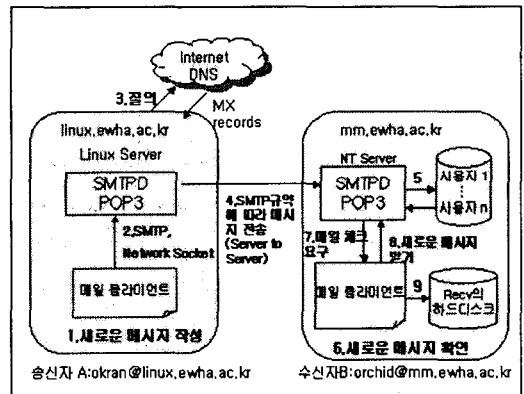 Internet
DNS
3.질의
MX
records
linux.ewha.ac.kr
Linux Server
SMTPD
POP3
2.SMTP,
Network Socket
메일 클라이언트
1.새로운 메시지 작성
4.SMTP규약
에 따라 메시
지 전송
(Server to
Server)
mm.ewha.ac.kr
NT Server
SMTPD
POP3
5
사용자 1
⋮
사용자 n
7.메일 체크
요구
8.새로운 메시지
받기
메일 클라이언트
9
Recv의
하드디스크
6.새로운 메시지 확인
송신자 A:okran@linux.ewha.ac.kr
수신자B:orchid@mm.ewha.ac.kr